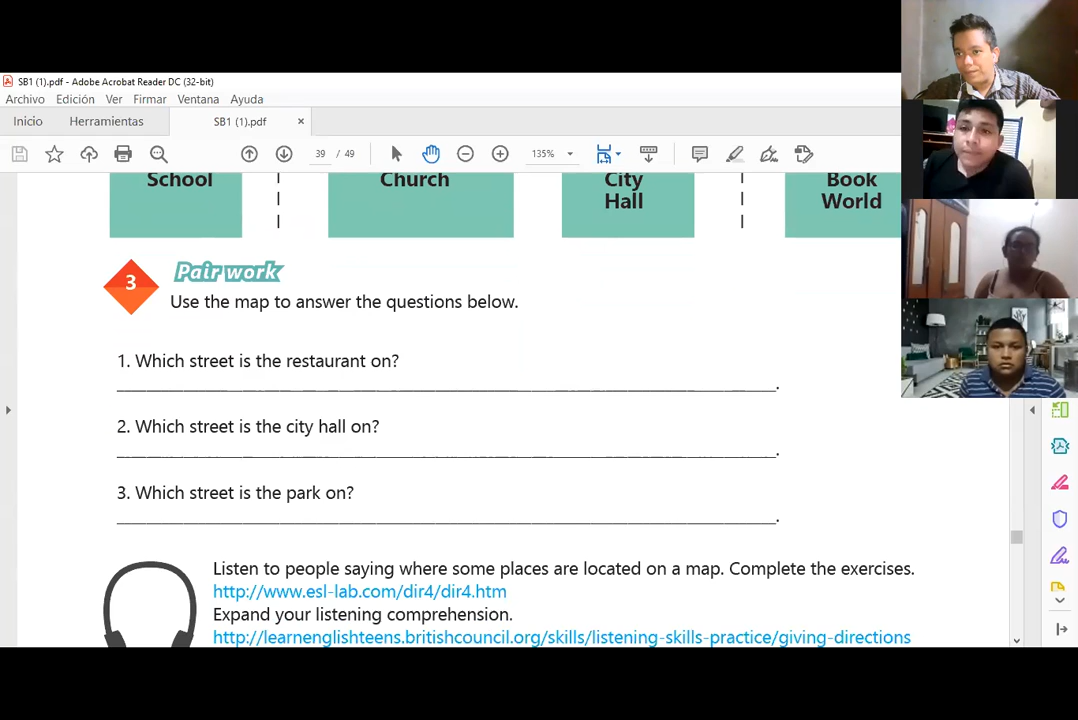 SB1 (1).pdf - Adobe Acrobat Reader DC (32-bit)
Archivo Edición Ver Firmar Ventana Ayuda
Inicio Herramientas SB1 (1).pdf ×
39 / 49 135%
School Church City Hall Book World
3 Pair work
Use the map to answer the questions below.
1. Which street is the restaurant on?
.
2. Which street is the city hall on?
.
3. Which street is the park on?
.
Listen to people saying where some places are located on a map. Complete the exercises.
http://www.esl-lab.com/dir4/dir4.htm
Expand your listening comprehension.
http://learnenglishteens.britishcouncil.org/skills/listening-skills-practice/giving-directions